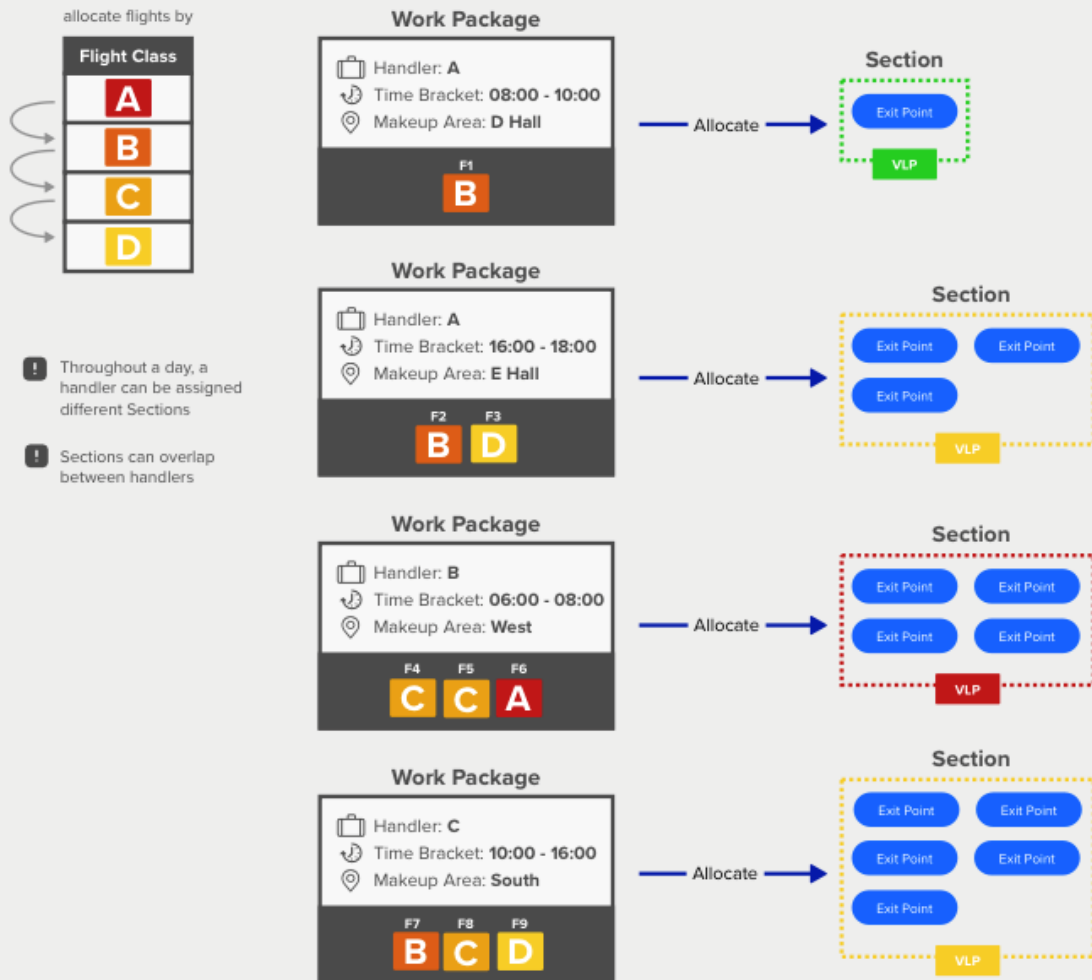 allocate flights by
Flight Class
A
B
C
D
! Throughout a day, a
handler can be assigned
different Sections
! Sections can overlap
between handlers
Work Package
Handler: A
Time Bracket: 08:00 - 10:00
Makeup Area: D Hall
F1
B
Allocate
Section
Exit Point
VLP
Work Package
Handler: A
Time Bracket: 16:00 - 18:00
Makeup Area: E Hall
F2 F3
B D
Allocate
Section
Exit Point Exit Point
Exit Point
VLP
Work Package
Handler: B
Time Bracket: 06:00 - 08:00
Makeup Area: West
F4 F5 F6
C C A
Allocate
Section
Exit Point Exit Point
Exit Point Exit Point
VLP
Work Package
Handler: C
Time Bracket: 10:00 - 16:00
Makeup Area: South
F7 F8 F9
B C D
Allocate
Section
Exit Point Exit Point
Exit Point Exit Point
Exit Point
VLP